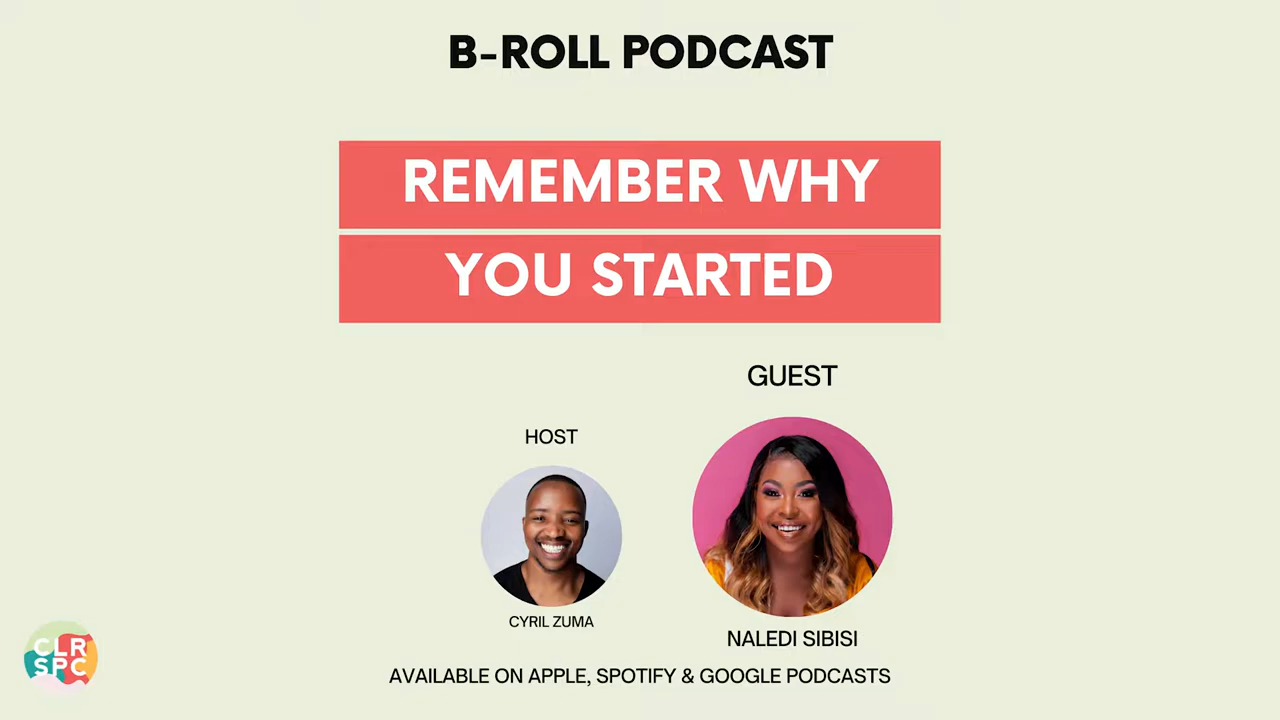 B-ROLL PODCAST
REMEMBER WHY
YOU STARTED
GUEST
HOST
CYRIL ZUMA
NALEDI SIBISI
CLR
SPC
AVAILABLE ON APPLE, SPOTIFY & GOOGLE PODCASTS